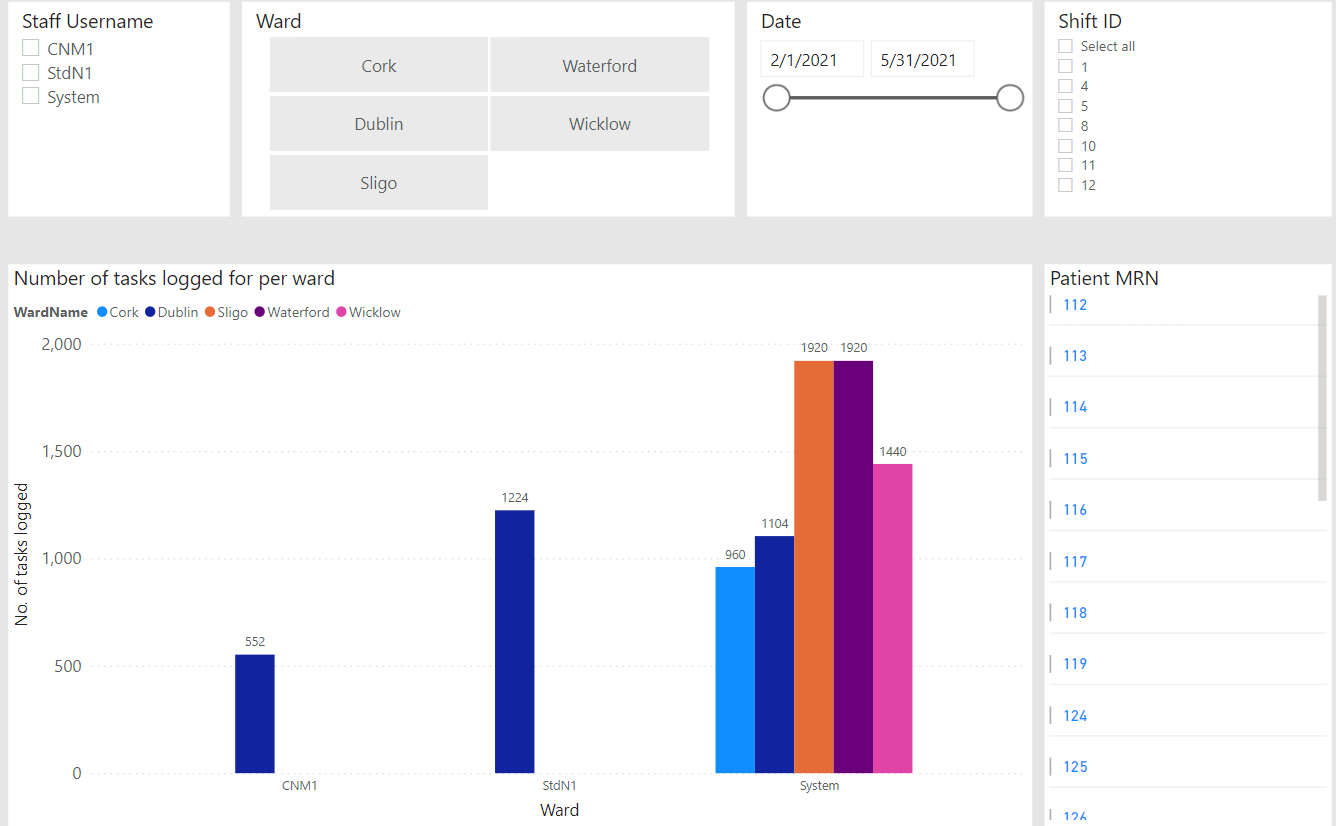 Staff Username
CNM1
StdN1
System
Ward
Cork
Waterford
Dublin
Wicklow
Sligo
Date
2/1/2021
5/31/2021
Shift ID
Select all
1
4
5
8
10
11
12
Number of tasks logged for per ward
WardName Cork Dublin Sligo Waterford Wicklow
2,000
1,500
1,000
500
0
No. of tasks logged
552
1224
960
1104
1920
1920
1440
CNM1
StdN1
System
Ward
Patient MRN
112
113
114
115
116
117
118
119
124
125
126